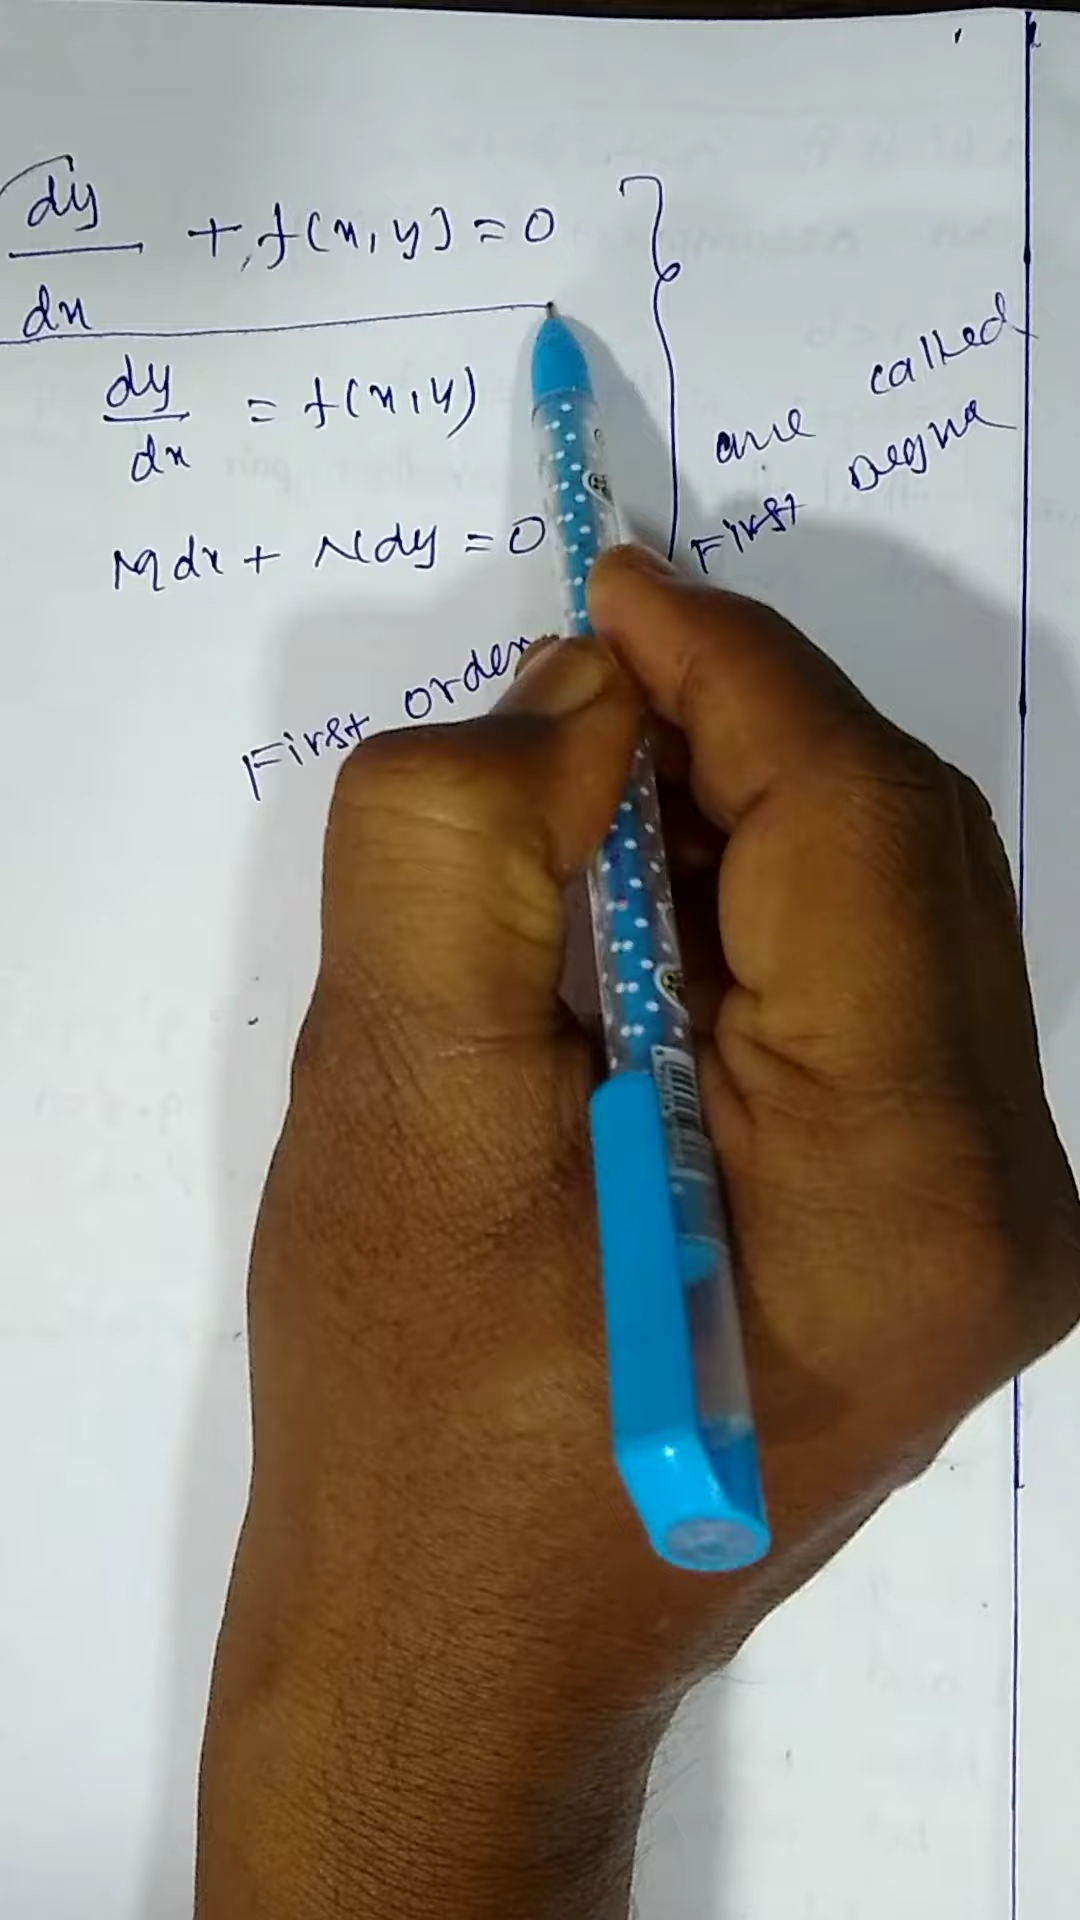 dy/dx + f(x,y) = 0
dy/dx = f(x,y)
Mdx + Ndy = 0
are called
First Degree
First order